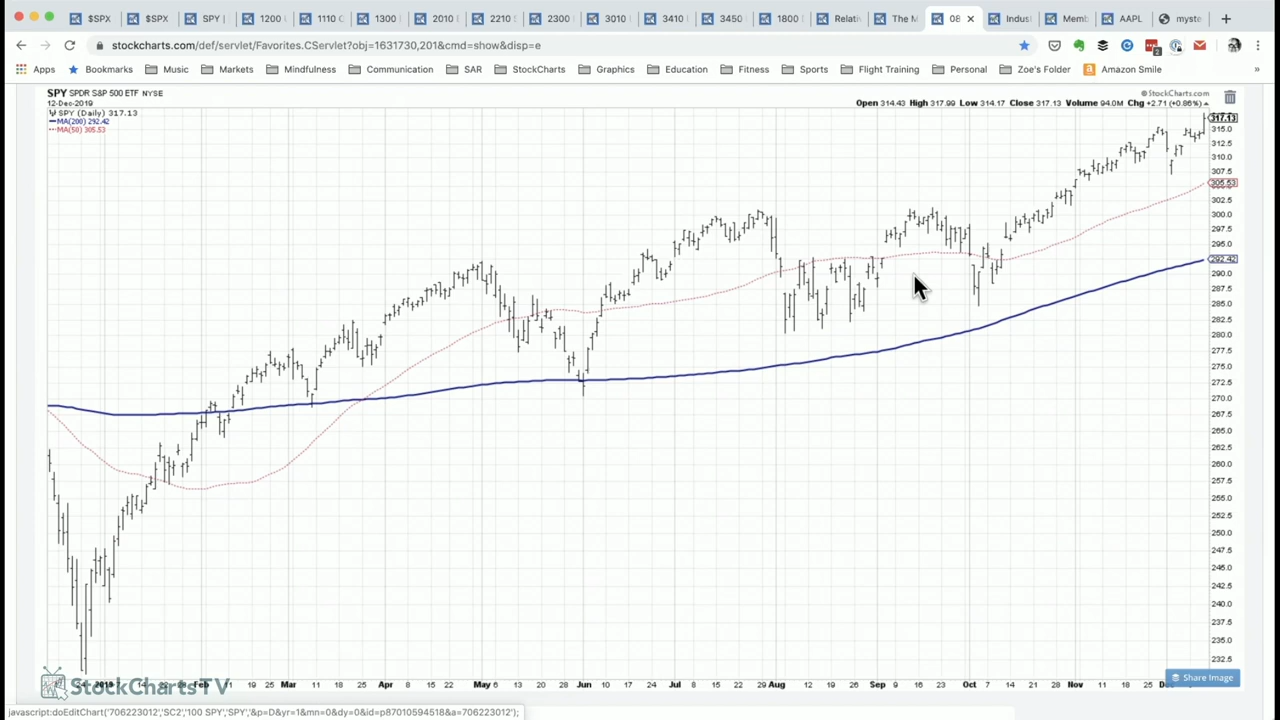 $SPX $SPX SPY | 1200 1110 C 1300 2010 2210 2300 3010 3410 3450 1800 Relati The M 08 Indus Memb AAPL myste
stockcharts.com/def/servlet/Favorites.CServlet?obj=1631730,201&cmd=show&disp=e
Apps Bookmarks Music Markets Mindfulness Communication SAR StockCharts Graphics Education Fitness Sports Flight Training Personal Zoe's Folder Amazon Smile »
SPY SPDR S&P 500 ETF NYSE © StockCharts.com
12-Dec-2019 Open 314.43 High 317.99 Low 314.17 Close 317.13 Volume 94.0M Chg +2.71 (+0.86%)
SPY (Daily) 317.13
MA(200) 292.42
MA(50) 305.53
317.13
315.0
312.5
310.0
307.5
305.53
302.5
300.0
297.5
295.0
292.42
290.0
287.5
285.0
282.5
280.0
277.5
275.0
272.5
270.0
267.5
265.0
262.5
260.0
257.5
255.0
252.5
250.0
247.5
245.0
242.5
240.0
237.5
235.0
232.5
2019 Feb 19 25 Mar 11 18 25 Apr 8 15 22 May 6 13 20 28 Jun 10 17 24 Jul 8 15 22 29 Aug 12 19 26 Sep 9 16 23 Oct 7 14 21 28 Nov 11 18 25
StockChartsTV
Share Image
javascript:doEditChart('706223012','SC2','100 SPY','SPY','&p=D&yr=1&mn=0&dy=0&id=p87010594518&a=706223012');